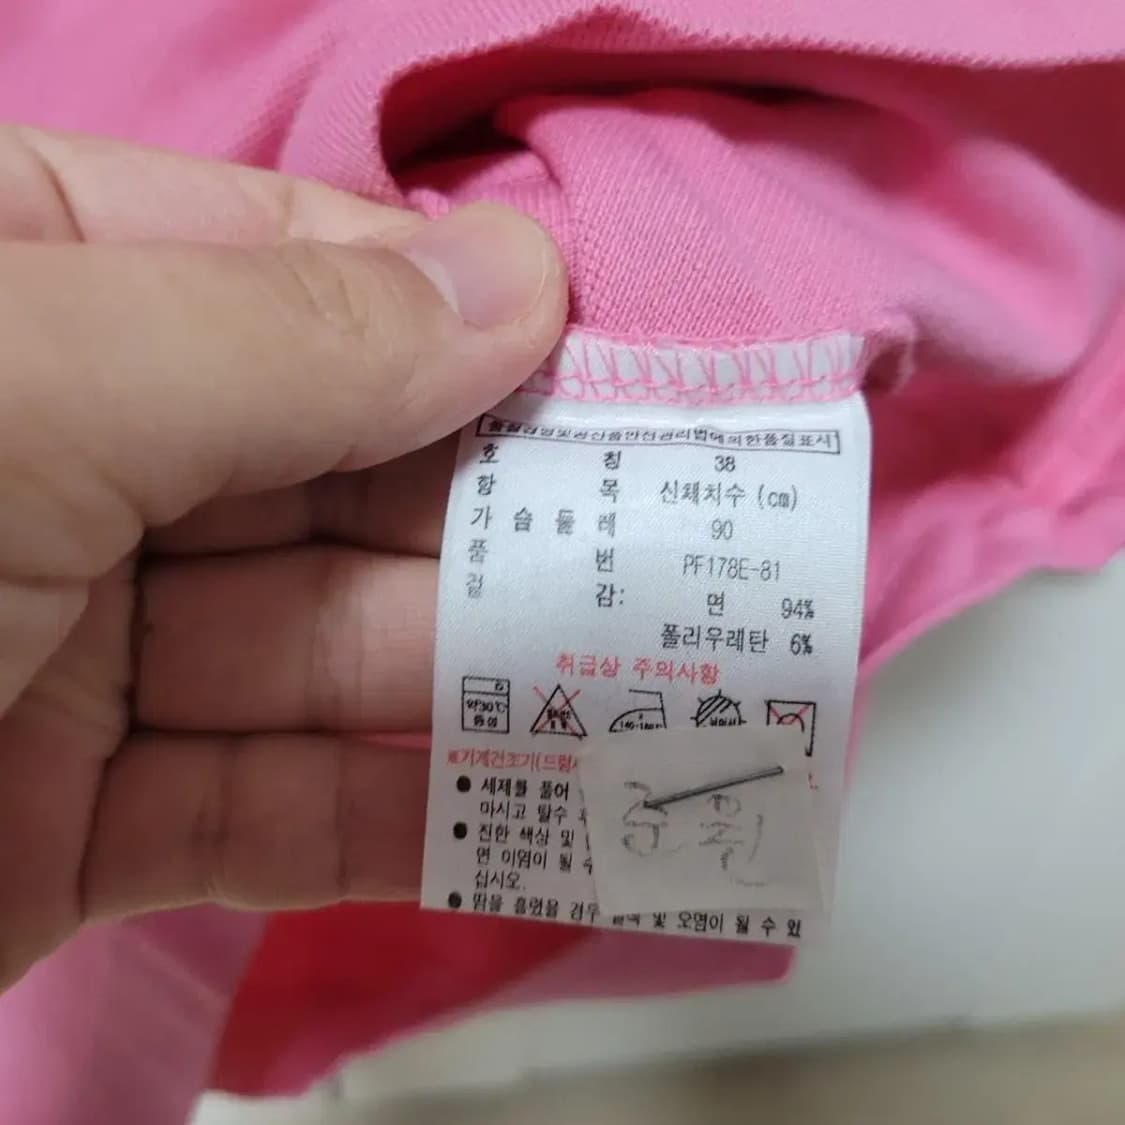 품질경영및공산품안전관리법에의한품질표시
호 칭 38
항 목 신체치수 (cm)
가 슴 둘 레 90
품 번 PF178E-81
겉 감: 면 94%
폴리우레탄 6%
취급상 주의사항
약30℃
중성
※기계건조기(드럼
세제를 풀어
마시고 탈수
진한 색상 및
면 이염이 될 수
십시오.
땀을 흘렸을 경우 탈색 및 오염이 될 수 있